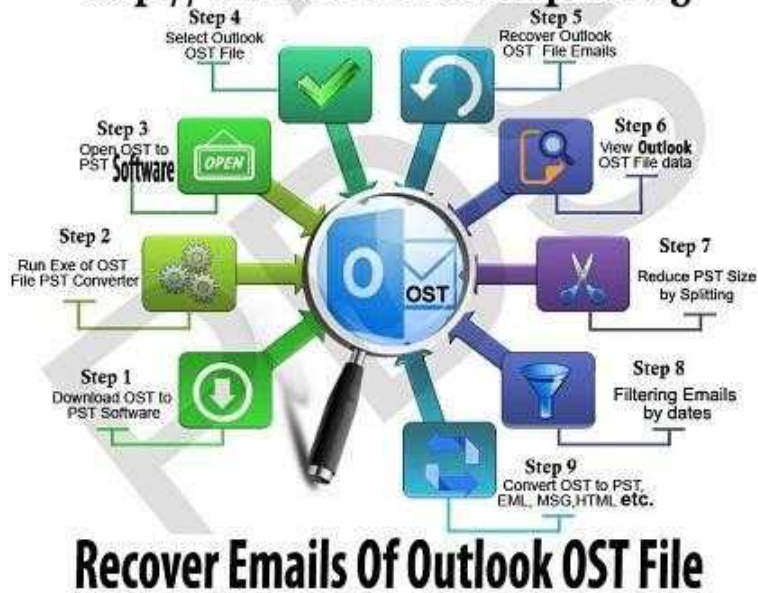 Step 1
Download OST to
PST Software
Step 2
Run Exe of OST
File PST Converter
Step 3
Open OST to
PST Software
OPEN
Step 4
Select Outlook
OST File
Step 5
Recover Outlook
OST File Emails
Step 6
View Outlook
OST File data
Step 7
Reduce PST Size
by Splitting
Step 8
Filtering Emails
by dates
Step 9
Convert OST to PST,
EML, MSG,HTML etc.
O
OST
PDS
Recover Emails Of Outlook OST File